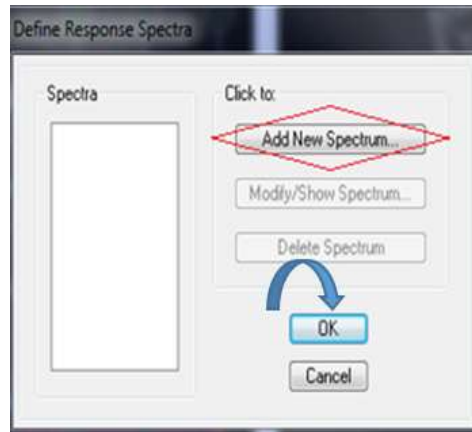 Define Response Spectra
Spectra
Click to:
Add New Spectrum...
Modify/Show Spectrum...
Delete Spectrum
OK
Cancel